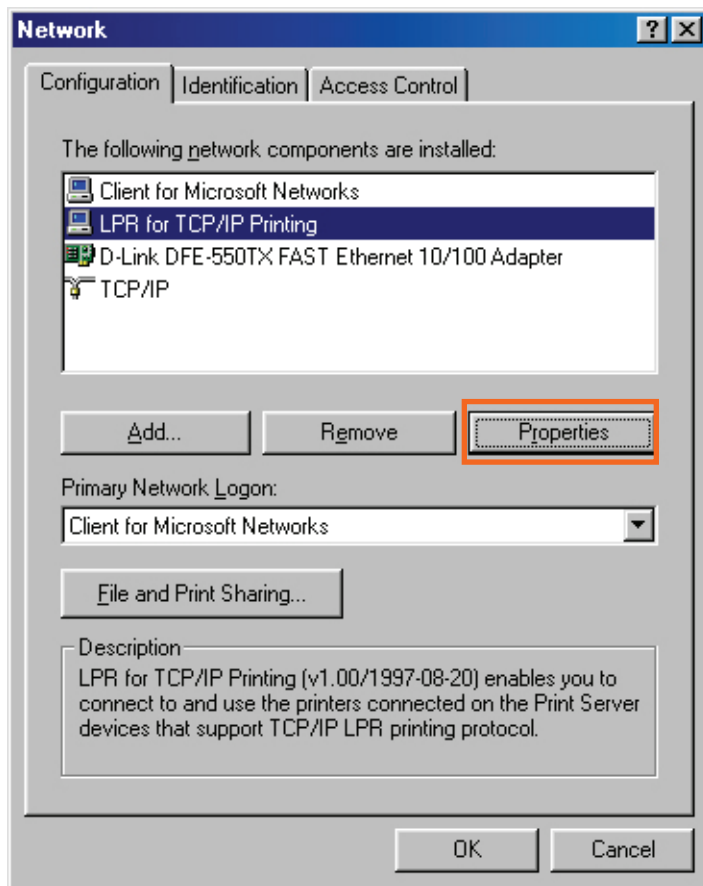 Network
?
Configuration
Identification
Access Control
The following network components are installed:
Client for Microsoft Networks
LPR for TCP/IP Printing
D-Link DFE-550TX FAST Ethernet 10/100 Adapter
TCP/IP
Add...
Remove
Properties
Primary Network Logon:
Client for Microsoft Networks
File and Print Sharing...
Description
LPR for TCP/IP Printing (v1.00/1997-08-20) enables you to
connect to and use the printers connected on the Print Server
devices that support TCP/IP LPR printing protocol.
OK
Cancel